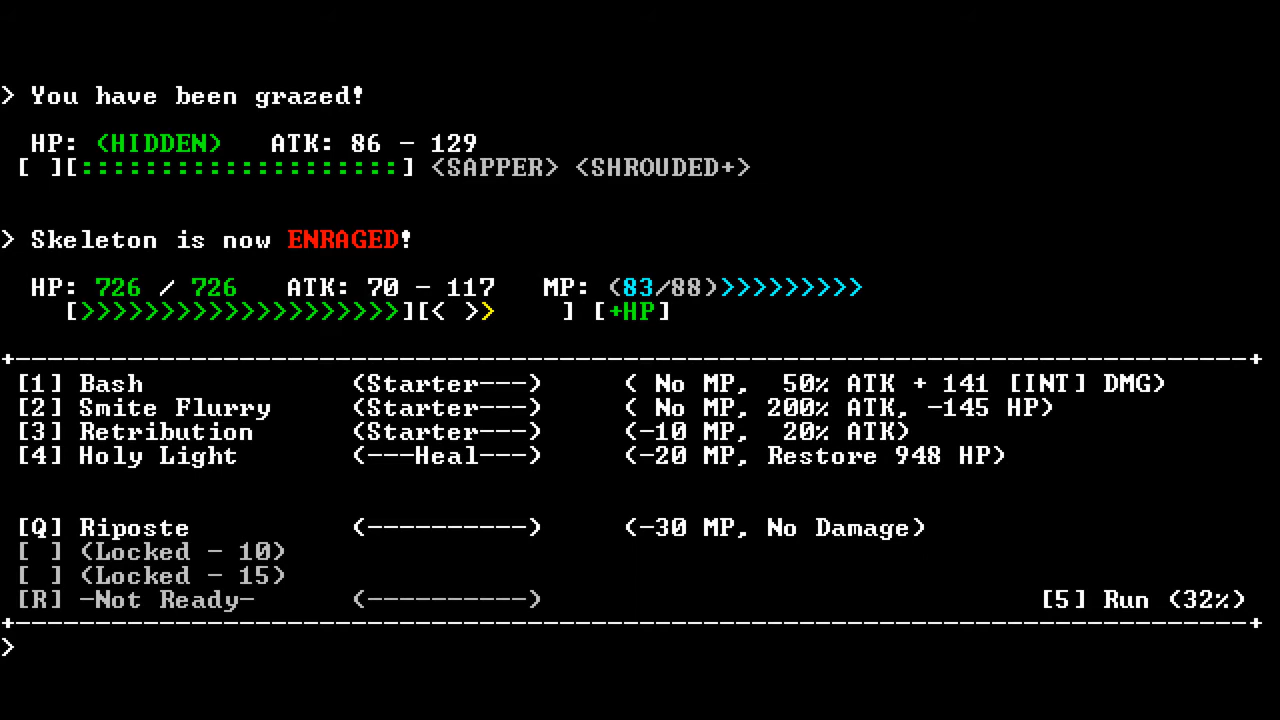 > You have been grazed!
HP: (HIDDEN) ATK: 86 - 129
[ ][::::::::::::::::::::] <SAPPER> <SHROUDED+>
> Skeleton is now ENRAGED!
HP: 726 / 726 ATK: 70 - 117 MP: (83/88)>>>>>>>>>
[>>>>>>>>>>>>>>>>>>>>][< >> ] [+HP]
+-----------------------------------------------------------------------------+
[1] Bash (Starter---) ( No MP, 50% ATK + 141 [INT] DMG)
[2] Smite Flurry (Starter---) ( No MP, 200% ATK, -145 HP)
[3] Retribution (Starter---) (-10 MP, 20% ATK)
[4] Holy Light (---Heal---) (-20 MP, Restore 948 HP)
[Q] Riposte (----------) (-30 MP, No Damage)
[ ] (Locked - 10)
[ ] (Locked - 15)
[R] -Not Ready- (----------) [5] Run (32%)
+-----------------------------------------------------------------------------+
>